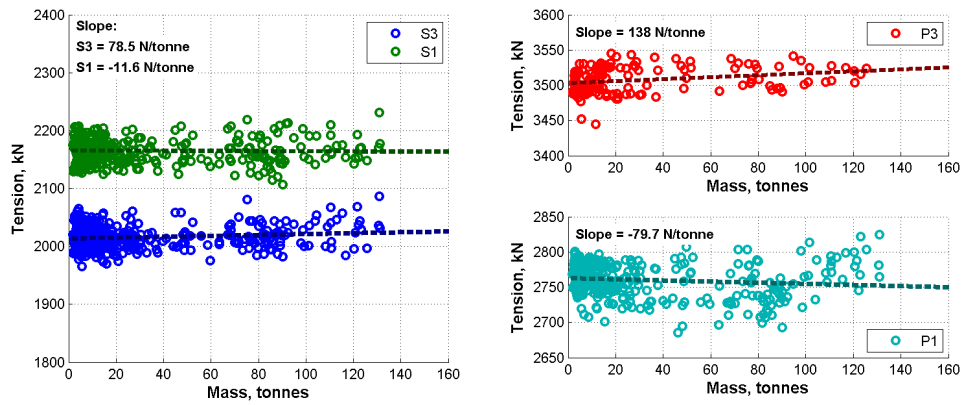 Slope:
S3 = 78.5 N/tonne
S1 = -11.6 N/tonne
S3
S1
2400
2300
2200
2100
2000
1900
1800
Tension, kN
0 20 40 60 80 100 120 140 160
Mass, tonnes
Slope = 138 N/tonne
P3
3600
3550
3500
3450
3400
Tension, kN
0 20 40 60 80 100 120 140 160
Mass, tonnes
Slope = -79.7 N/tonne
2850
2800
2750
2700
2650
Tension, kN
P1
0 20 40 60 80 100 120 140 160
Mass, tonnes